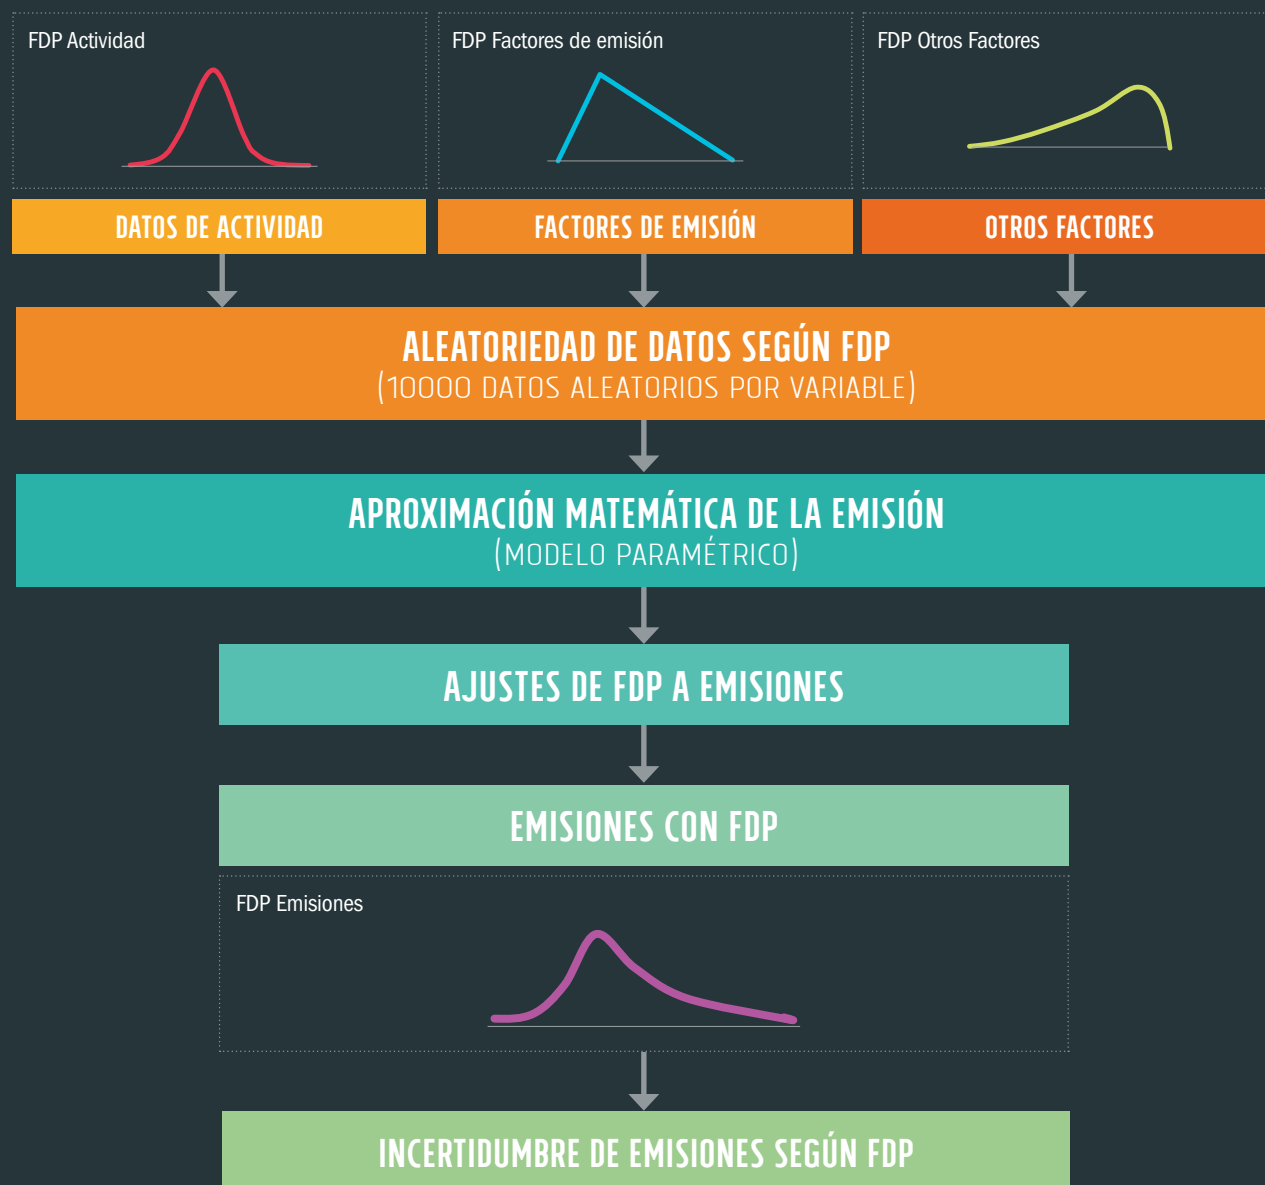 FDP Actividad
FDP Factores de emisión
FDP Otros Factores
DATOS DE ACTIVIDAD
FACTORES DE EMISIÓN
OTROS FACTORES
ALEATORIEDAD DE DATOS SEGÚN FDP
(10000 DATOS ALEATORIOS POR VARIABLE)
APROXIMACIÓN MATEMÁTICA DE LA EMISIÓN
(MODELO PARAMÉTRICO)
AJUSTES DE FDP A EMISIONES
EMISIONES CON FDP
FDP Emisiones
INCERTIDUMBRE DE EMISIONES SEGÚN FDP